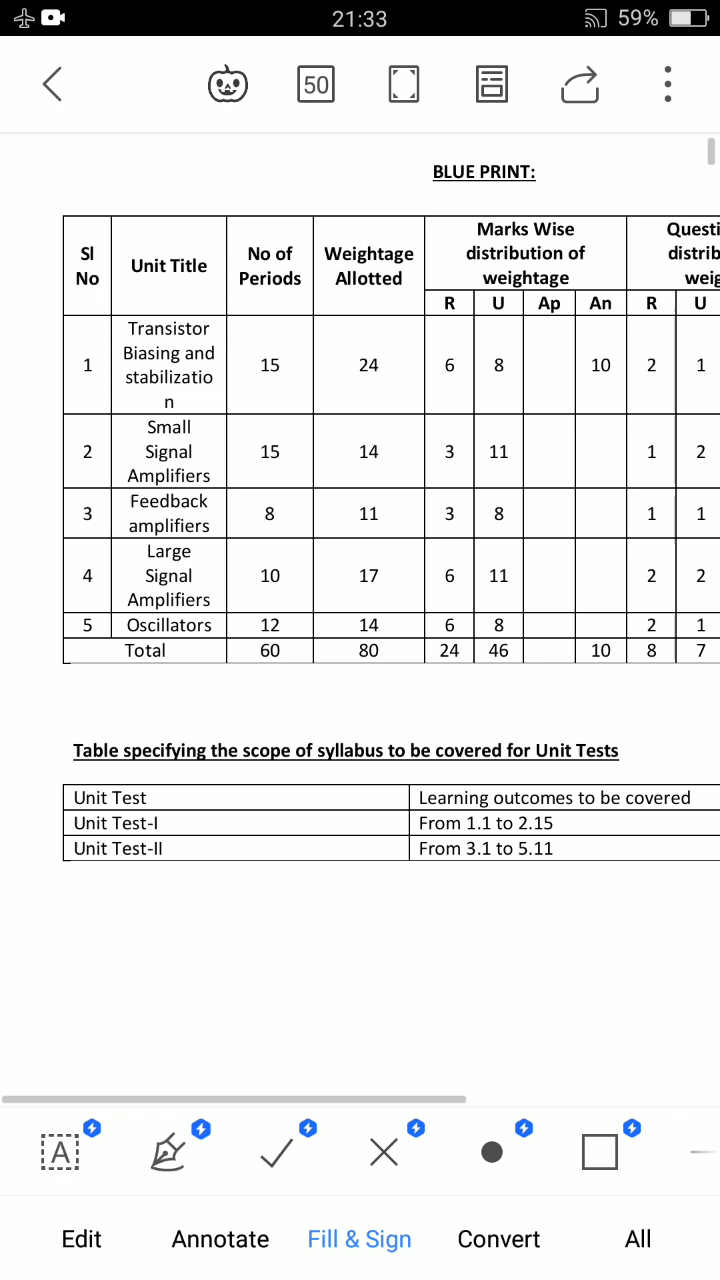 21:33
59%
50
BLUE PRINT:
Sl No | Unit Title | No of Periods | Weightage Allotted | Marks Wise distribution of weightage | Questi distrib weig
R | U | Ap | An | R | U
1 | Transistor Biasing and stabilizatio n | 15 | 24 | 6 | 8 | | 10 | 2 | 1
2 | Small Signal Amplifiers | 15 | 14 | 3 | 11 | | | 1 | 2
3 | Feedback amplifiers | 8 | 11 | 3 | 8 | | | 1 | 1
4 | Large Signal Amplifiers | 10 | 17 | 6 | 11 | | | 2 | 2
5 | Oscillators | 12 | 14 | 6 | 8 | | | 2 | 1
Total | 60 | 80 | 24 | 46 | | 10 | 8 | 7
Table specifying the scope of syllabus to be covered for Unit Tests
Unit Test | Learning outcomes to be covered
Unit Test-I | From 1.1 to 2.15
Unit Test-II | From 3.1 to 5.11
A
Edit Annotate Fill & Sign Convert All